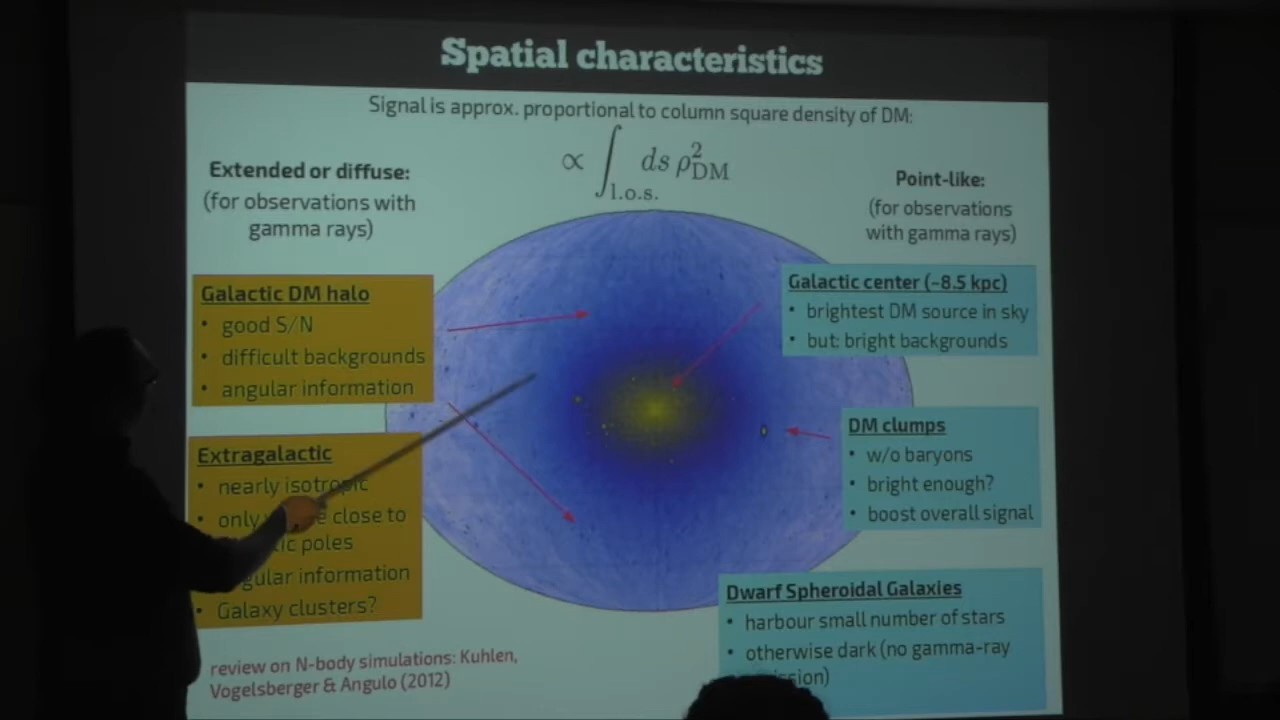 Spatial characteristics
Signal is approx. proportional to column square density of DM:
∝ ∫l.o.s. ds ρ²DM
Extended or diffuse:
(for observations with
gamma rays)
Galactic DM halo
• good S/N
• difficult backgrounds
• angular information
Extragalactic
• nearly isotropic
• only close to
poles
angular information
• Galaxy clusters?
review on N-body simulations: Kuhlen,
Vogelsberger & Angulo (2012)
Point-like:
(for observations
with gamma rays)
Galactic center (~8.5 kpc)
• brightest DM source in sky
• but: bright backgrounds
DM clumps
• w/o baryons
• bright enough?
• boost overall signal
Dwarf Spheroidal Galaxies
• harbour small number of stars
• otherwise dark (no gamma-ray